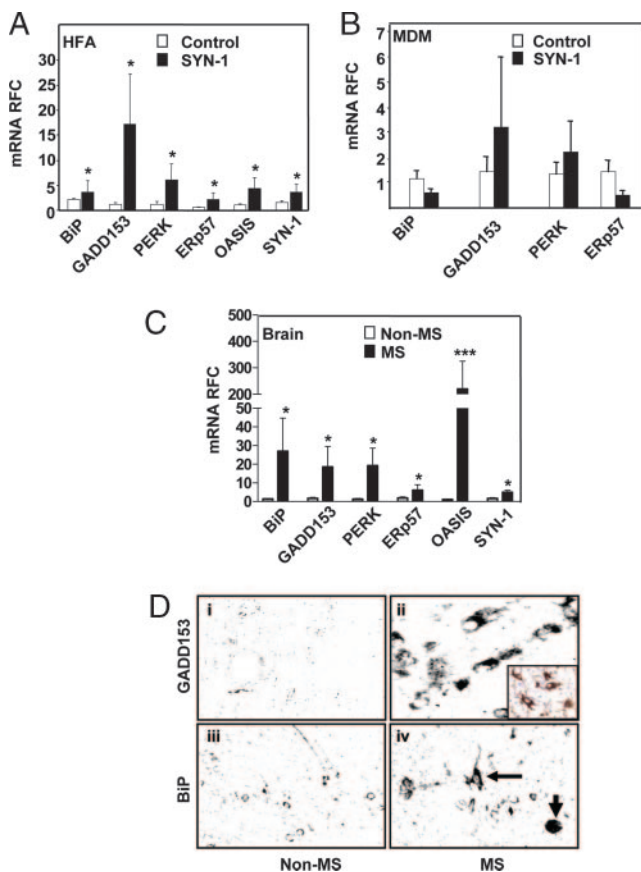 A
HFA
Control
SYN-1
mRNA RFC
30
25
20
15
10
5
0
*
*
*
*
*
*
BiP
GADD153
PERK
ERp57
OASIS
SYN-1
B
MDM
Control
SYN-1
mRNA RFC
7
6
5
4
3
2
1
BiP
GADD153
PERK
ERp57
C
Brain
Non-MS
MS
mRNA RFC
500
400
300
200
100
50
40
30
20
10
0
*
*
*
*
***
*
BiP
GADD153
PERK
ERp57
OASIS
SYN-1
D
GADD153
i
ii
BiP
iii
iv
Non-MS
MS